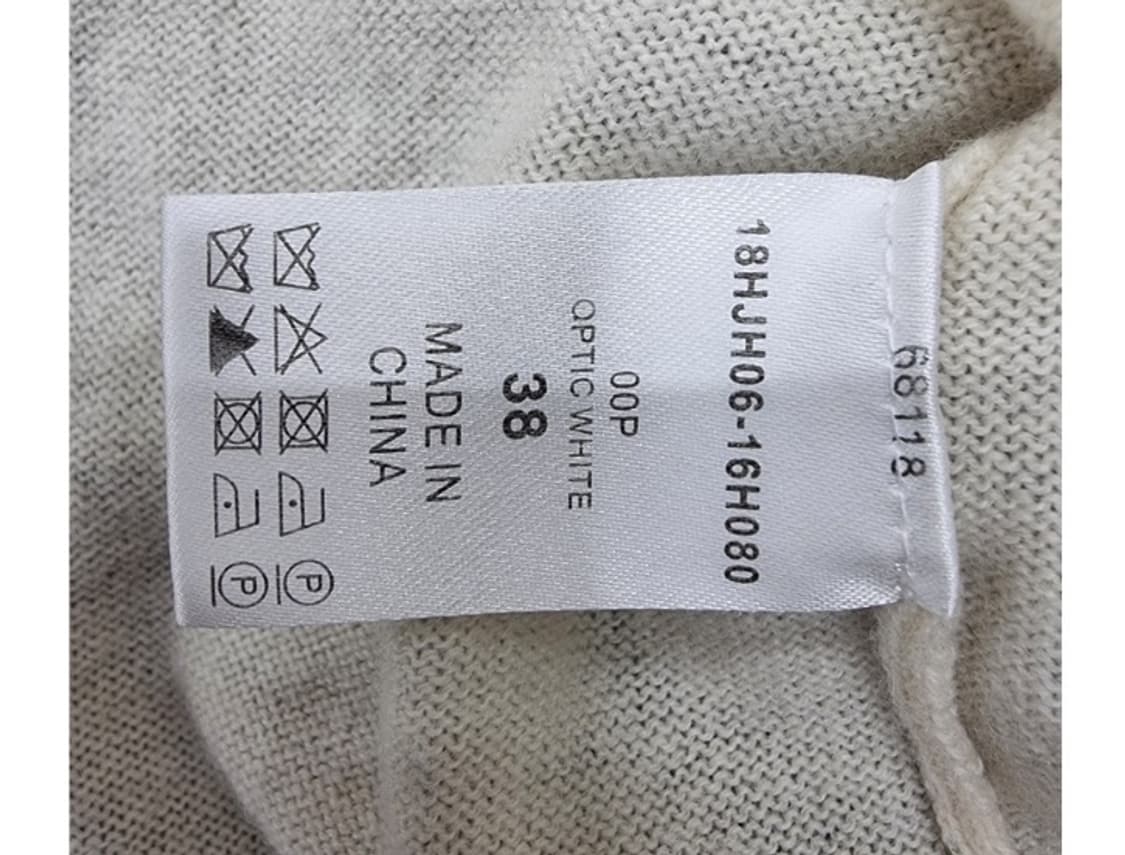 68118
18HJH06-16H080
00P
OPTIC WHITE
38
MADE IN
CHINA
P
P